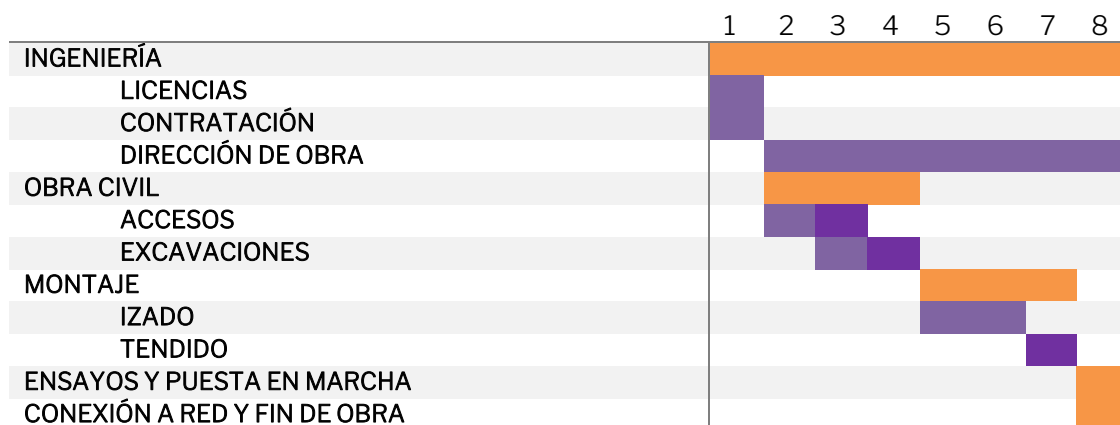 1 2 3 4 5 6 7 8
INGENIERÍA
LICENCIAS
CONTRATACIÓN
DIRECCIÓN DE OBRA
OBRA CIVIL
ACCESOS
EXCAVACIONES
MONTAJE
IZADO
TENDIDO
ENSAYOS Y PUESTA EN MARCHA
CONEXIÓN A RED Y FIN DE OBRA